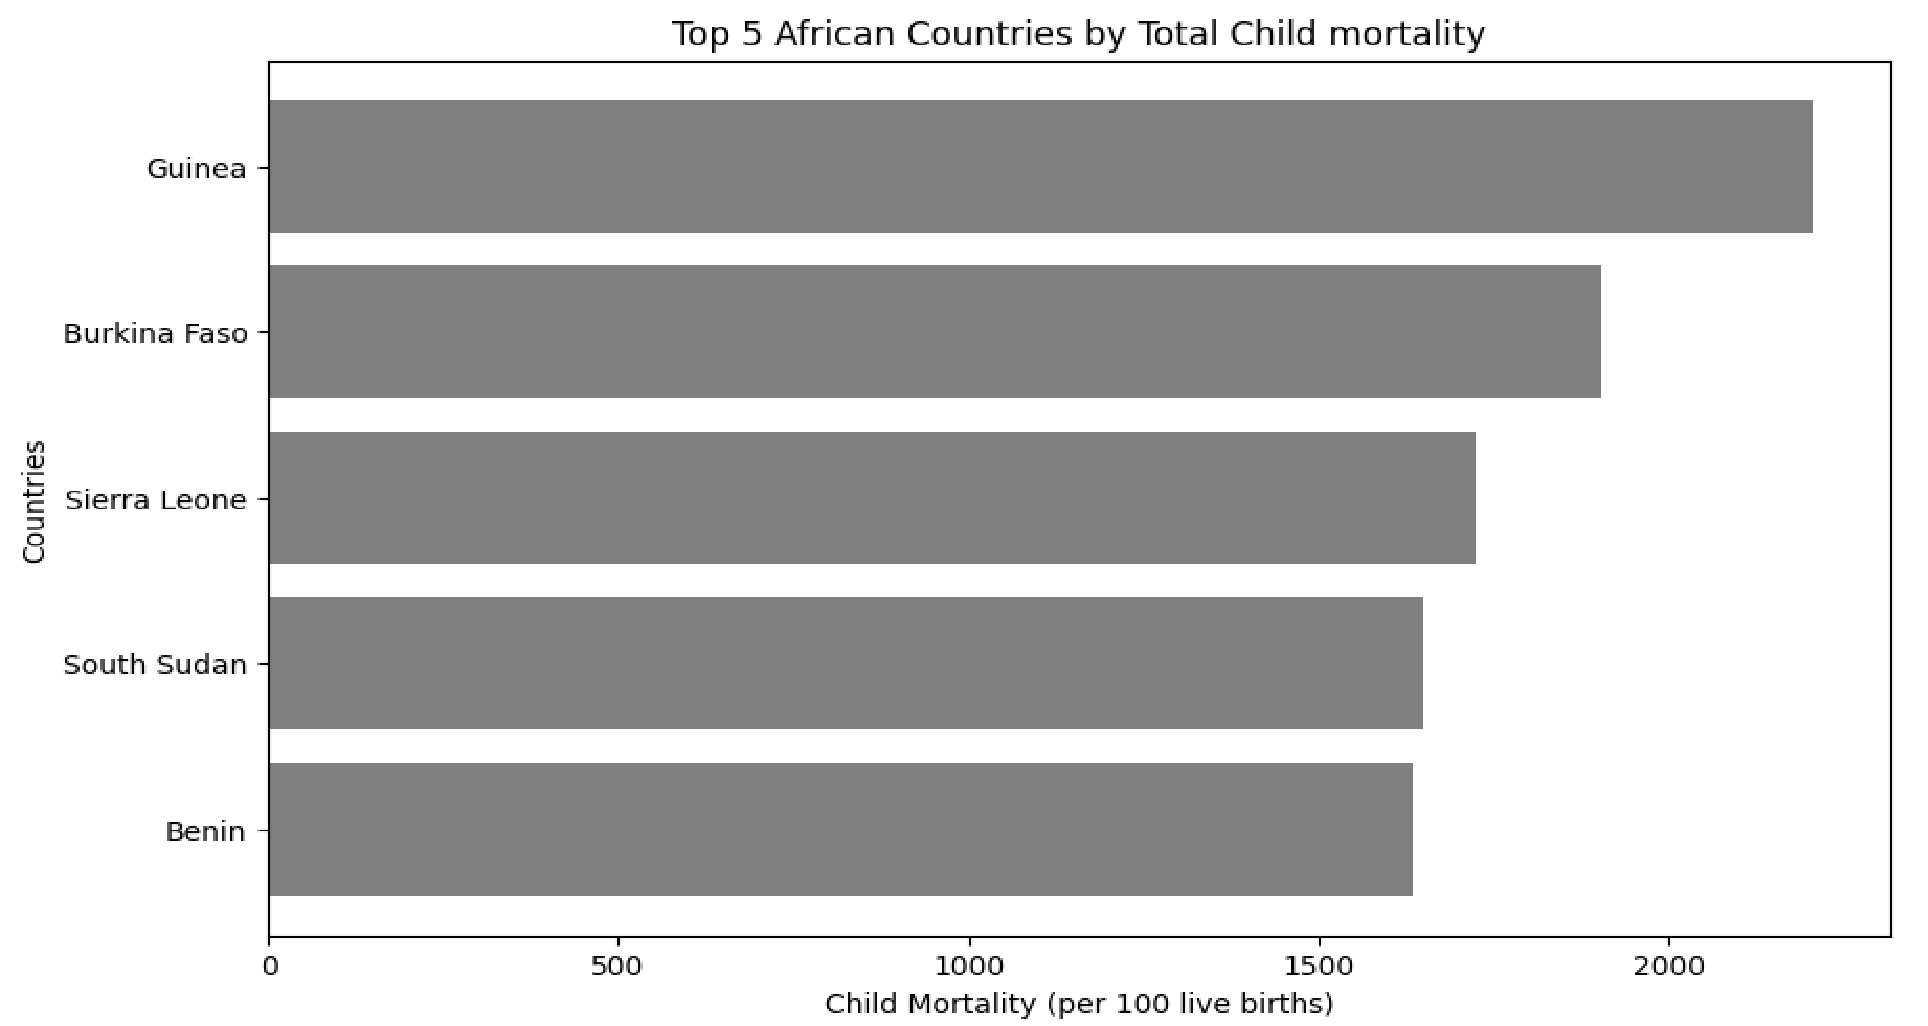 Top 5 African Countries by Total Child mortality
Guinea
Burkina Faso
Sierra Leone
South Sudan
Benin
Countries
0 500 1000 1500 2000
Child Mortality (per 100 live births)